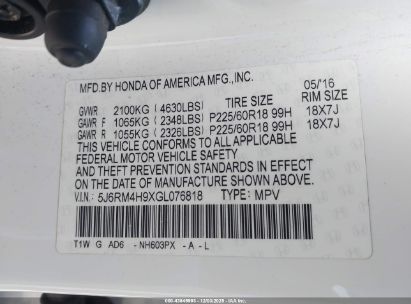 MFD.BY HONDA OF AMERICA MFG.,INC. 05/'16
GVWR 2100KG (4630LBS) TIRE SIZE RIM SIZE
GAWR F 1065KG (2348LBS) P225/60R18 99H 18X7J
GAWR R 1055KG (2326LBS) P225/60R18 99H 18X7J
THIS VEHICLE CONFORMS TO ALL APPLICABLE
FEDERAL MOTOR VEHICLE SAFETY
AND THEFT PREVENTION STANDARDS IN EFFECT ON
THE DATE OF MANUFACTURE SHOWN ABOVE.
V.I.N.: 5J6RM4H9XGL076818 TYPE: MPV
T1W G AD6 - NH603PX - A - L